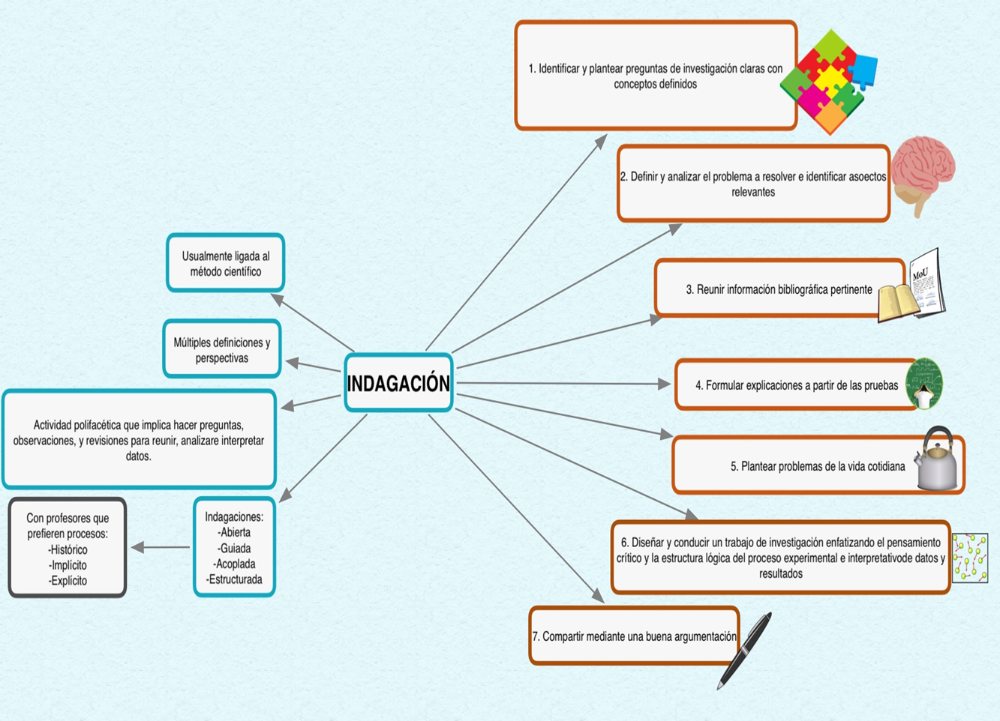 1. Identificar y plantear preguntas de investigación claras con
conceptos definidos
2. Definir y analizar el problema a resolver e identificar asoectos
relevantes
3. Reunir información bibliográfica pertinente
MoU
4. Formular explicaciones a partir de las pruebas
5. Plantear problemas de la vida cotidiana
6. Diseñar y conducir un trabajo de investigación enfatizando el pensamiento
crítico y la estructura lógica del proceso experimental e interpretativode datos y
resultados
7. Compartir mediante una buena argumentación
INDAGACIÓN
Usualmente ligada al
método científico
Múltiples definiciones y
perspectivas
Actividad polifacética que implica hacer preguntas,
observaciones, y revisiones para reunir, analizare interpretar
datos.
Indagaciones:
-Abierta
-Guiada
-Acoplada
-Estructurada
Con profesores que
prefieren procesos:
-Histórico
-Implícito
-Explícito